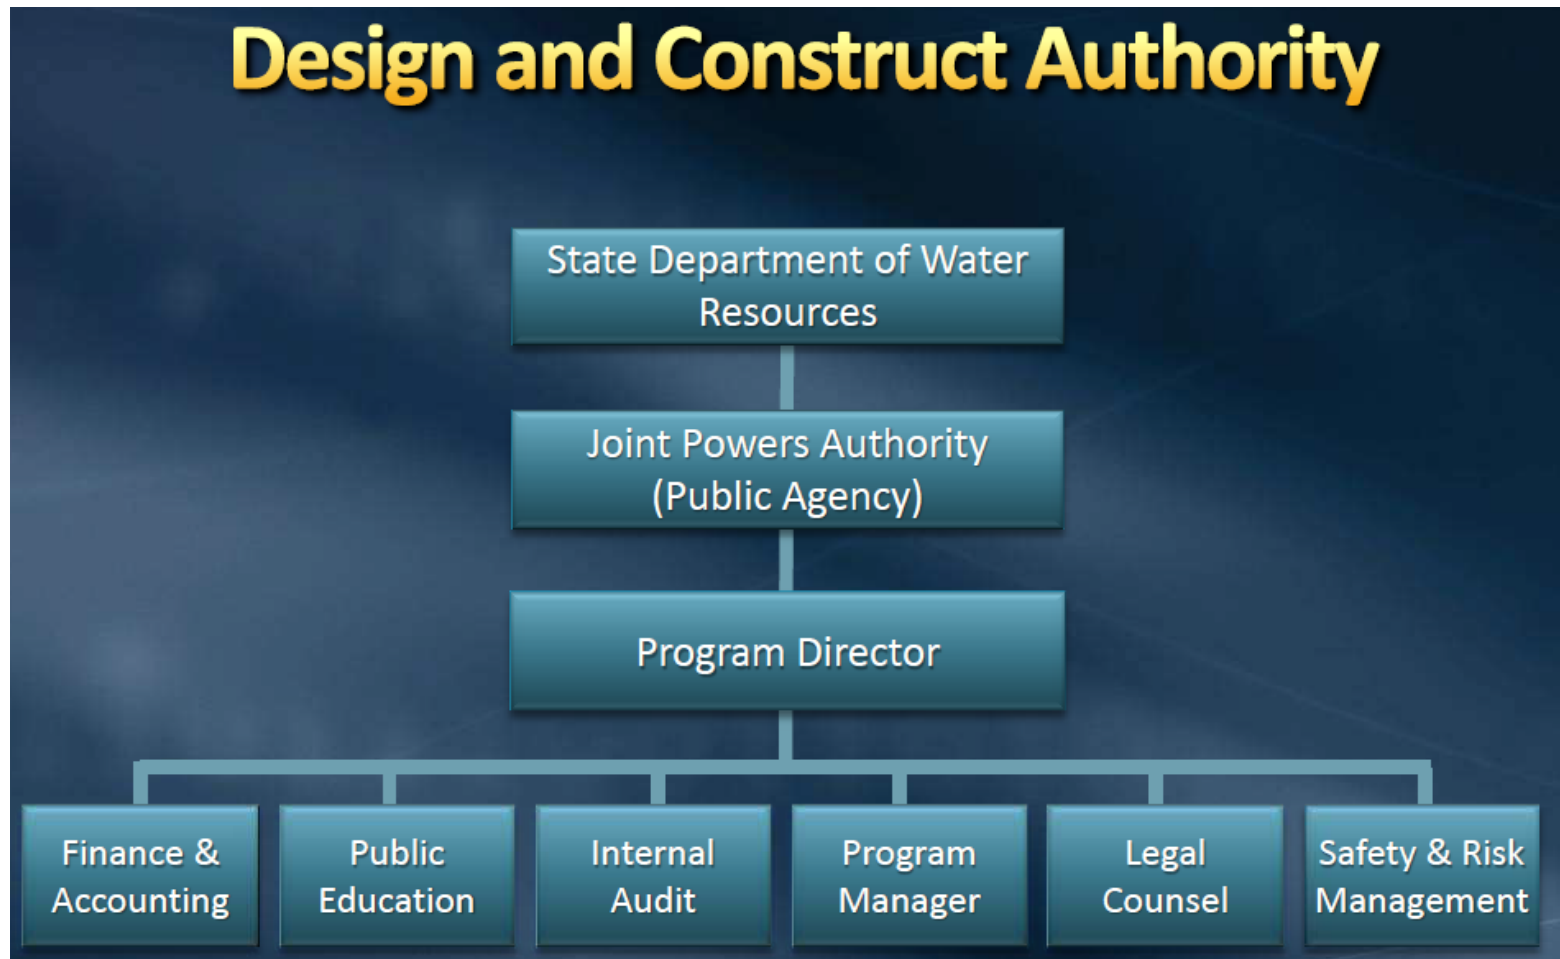 Design and Construct Authority
State Department of Water
Resources
Joint Powers Authority
(Public Agency)
Program Director
Finance &
Accounting
Public
Education
Internal
Audit
Program
Manager
Legal
Counsel
Safety & Risk
Management